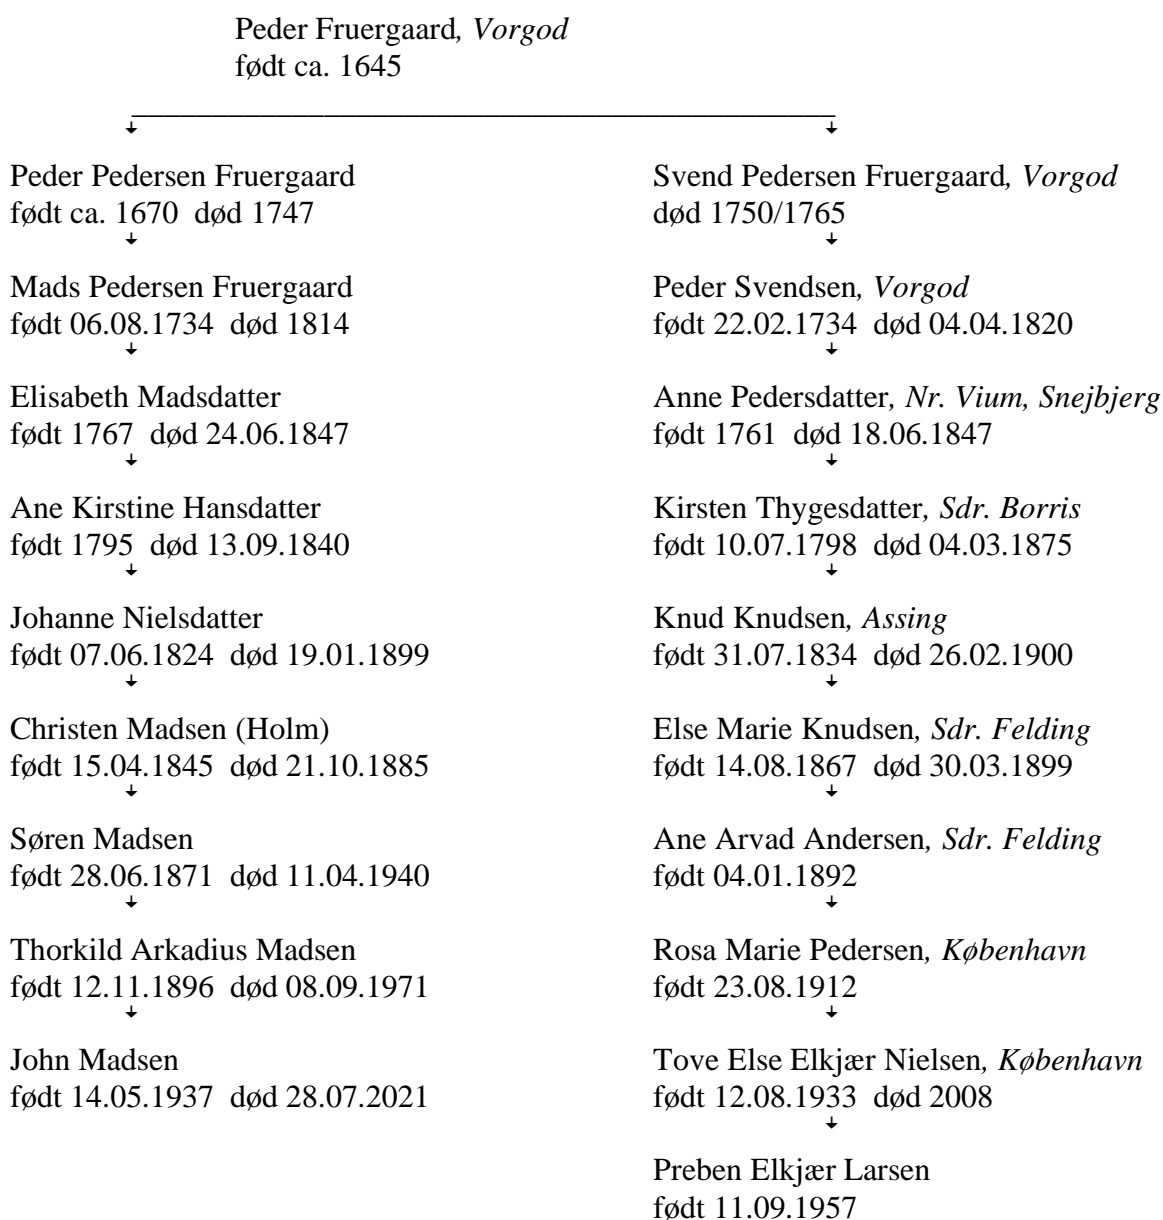 Peder Fruergaard, Vorgod
født ca. 1645
Peder Pedersen Fruergaard
født ca. 1670 død 1747
Svend Pedersen Fruergaard, Vorgod
død 1750/1765
Mads Pedersen Fruergaard
født 06.08.1734 død 1814
Peder Svendsen, Vorgod
født 22.02.1734 død 04.04.1820
Elisabeth Madsdatter
født 1767 død 24.06.1847
Anne Pedersdatter, Nr. Vium, Snejbjerg
født 1761 død 18.06.1847
Ane Kirstine Hansdatter
født 1795 død 13.09.1840
Kirsten Thygesdatter, Sdr. Borris
født 10.07.1798 død 04.03.1875
Johanne Nielsdatter
født 07.06.1824 død 19.01.1899
Knud Knudsen, Assing
født 31.07.1834 død 26.02.1900
Christen Madsen (Holm)
født 15.04.1845 død 21.10.1885
Else Marie Knudsen, Sdr. Felding
født 14.08.1867 død 30.03.1899
Søren Madsen
født 28.06.1871 død 11.04.1940
Ane Arvad Andersen, Sdr. Felding
født 04.01.1892
Thorkild Arkadius Madsen
født 12.11.1896 død 08.09.1971
Rosa Marie Pedersen, København
født 23.08.1912
John Madsen
født 14.05.1937 død 28.07.2021
Tove Else Elkjær Nielsen, København
født 12.08.1933 død 2008
Preben Elkjær Larsen
født 11.09.1957